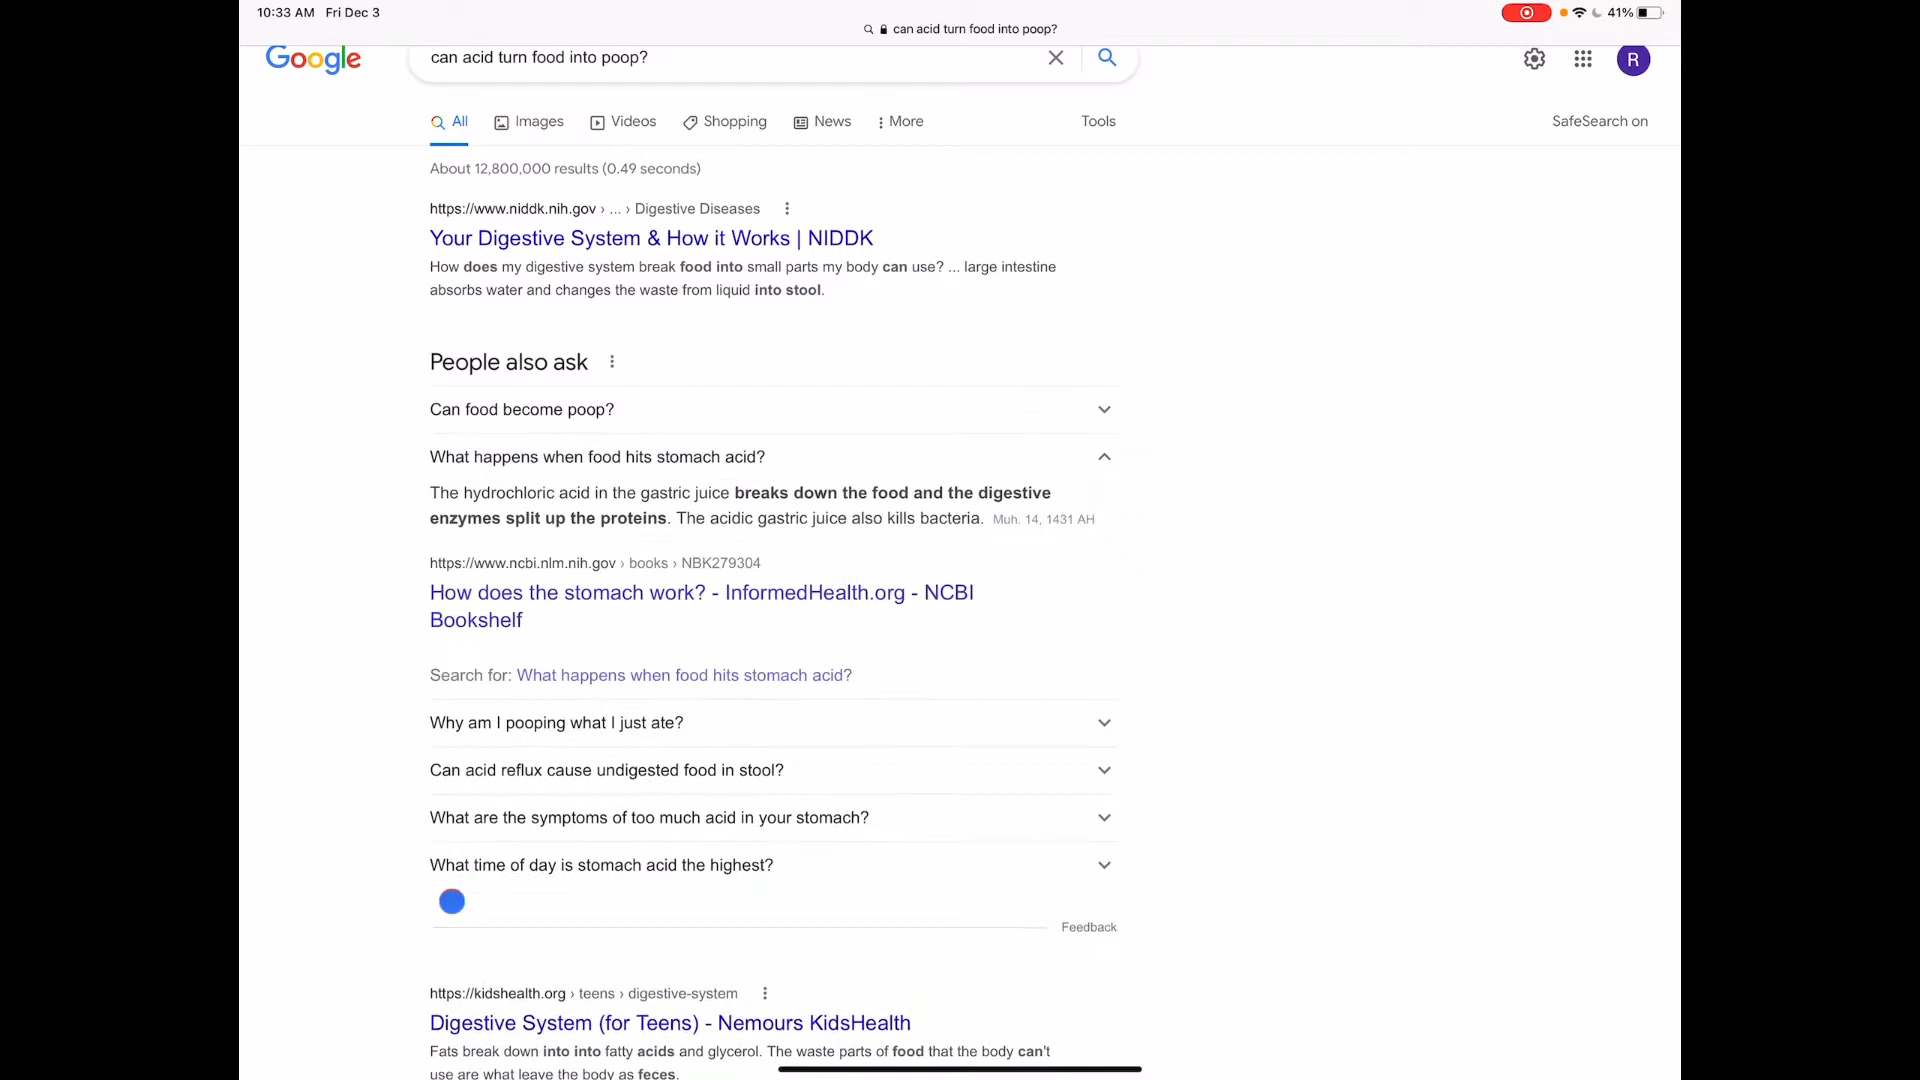 10:33 AM Fri Dec 3
41%
can acid turn food into poop?
Google
can acid turn food into poop?
R
All Images Videos Shopping News More Tools SafeSearch on
About 12,800,000 results (0.49 seconds)
https://www.niddk.nih.gov › ... › Digestive Diseases
Your Digestive System & How it Works | NIDDK
How does my digestive system break food into small parts my body can use? ... large intestine
absorbs water and changes the waste from liquid into stool.
People also ask
Can food become poop?
What happens when food hits stomach acid?
The hydrochloric acid in the gastric juice breaks down the food and the digestive
enzymes split up the proteins. The acidic gastric juice also kills bacteria. Muh. 14, 1431 AH
https://www.ncbi.nlm.nih.gov › books › NBK279304
How does the stomach work? - InformedHealth.org - NCBI
Bookshelf
Search for: What happens when food hits stomach acid?
Why am I pooping what I just ate?
Can acid reflux cause undigested food in stool?
What are the symptoms of too much acid in your stomach?
What time of day is stomach acid the highest?
Feedback
https://kidshealth.org › teens › digestive-system
Digestive System (for Teens) - Nemours KidsHealth
Fats break down into into fatty acids and glycerol. The waste parts of food that the body can't
use are what leave the body as feces.